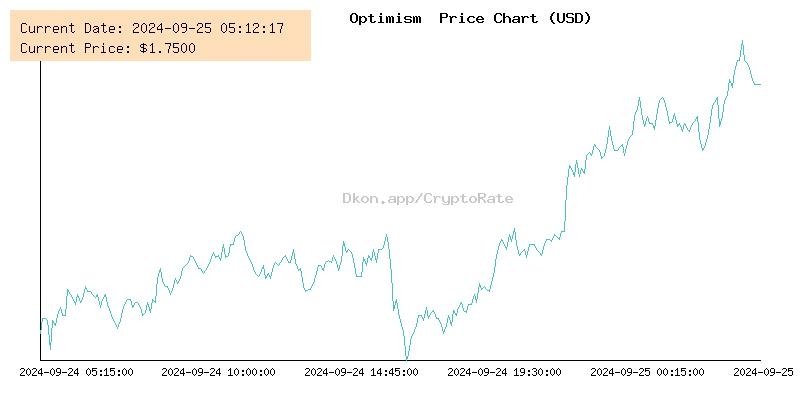 Optimism  Price Chart (USD)
Current Date: 2024-09-25 05:12:17
Current Price: $1.7500
Dkon.app/CryptoRate
2024-09-24 05:15:00 2024-09-24 10:00:00 2024-09-24 14:45:00 2024-09-24 19:30:00 2024-09-25 00:15:00 2024-09-25